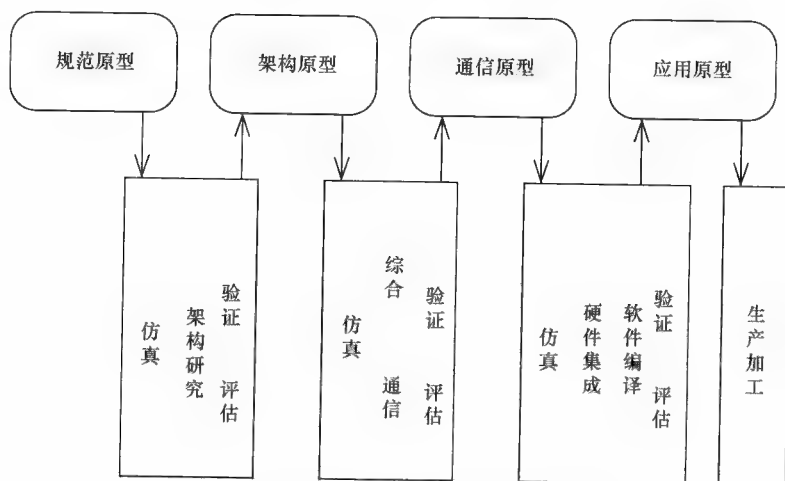 规范原型
架构原型
通信原型
应用原型
仿真
架构研究
验证 评估
仿真
综合 通信
验证 评估
仿真
硬件集成
软件编译
验证 评估
生产加工